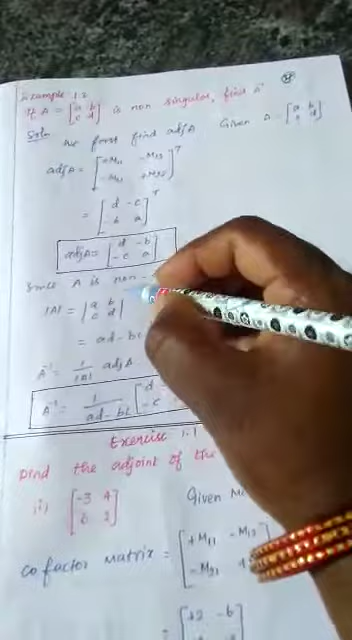 Example 1.2
If A = [a b c d] is non singular, find A⁻¹
Soln We first find adj A Given A = [a b c d]
adj A = [+M₁₁ -M₁₂ -M₂₁ +M₂₂]ᵀ
= [d -c -b a]ᵀ
adj A = [d -b -c a]
Since A is non -
|A| = |a b c d|
= ad - bc
A⁻¹ = 1/|A| adj A
A⁻¹ = 1/ad-bc [d -c
Exercise 1.1
Find the adjoint of the
(i) [-3 4 6 2] Given
Cofactor Matrix = [+M₁₁ -M₁₂ -M₂₁
= [+2 -6